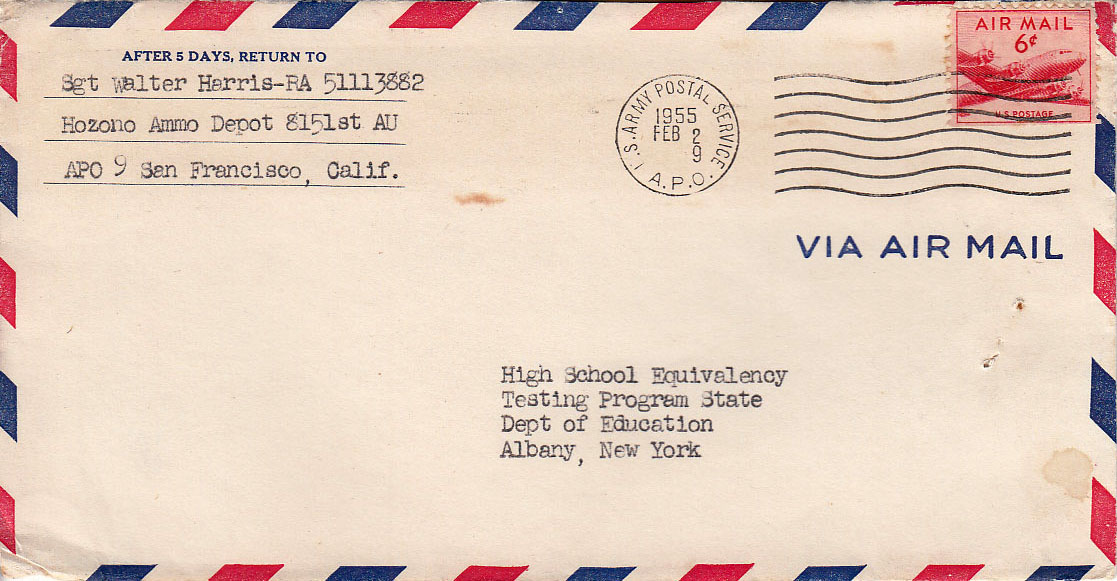 AFTER 5 DAYS, RETURN TO
Sgt Walter Harris-RA 51113882
Hozono Ammo Depot 8151st AU
APO 9 San Francisco, Calif.
U.S. ARMY POSTAL SERVICE
1955
FEB 2
9
A.P.O.
AIR MAIL
6¢
U.S. POSTAGE
VIA AIR MAIL
High School Equivalency
Testing Program State
Dept of Education
Albany, New York